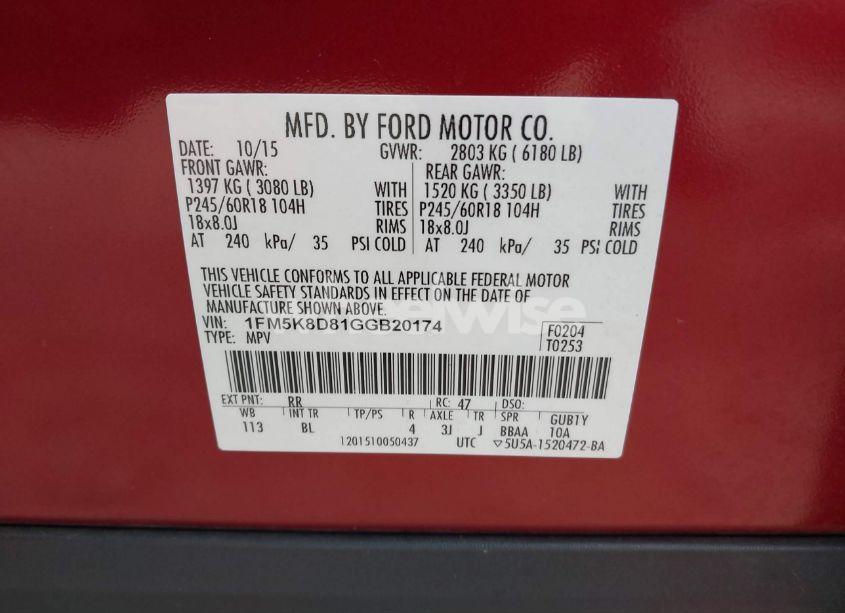 MFD. BY FORD MOTOR CO.
DATE: 10/15 GVWR: 2803 KG ( 6180 LB)
FRONT GAWR: REAR GAWR:
1397 KG ( 3080 LB) WITH 1520 KG ( 3350 LB) WITH
P245/60R18 104H TIRES P245/60R18 104H TIRES
18x8.0J RIMS 18x8.0J RIMS
AT 240 kPa/ 35 PSI COLD AT 240 kPa/ 35 PSI COLD
THIS VEHICLE CONFORMS TO ALL APPLICABLE FEDERAL MOTOR
VEHICLE SAFETY STANDARDS IN EFFECT ON THE DATE OF
MANUFACTURE SHOWN ABOVE.
VIN: 1FM5K8D81GGB20174 F0204
TYPE: MPV T0253
EXT PNT: RR RC: 47 DSO:
WB INT TR TP/PS R AXLE TR SPR GUB1Y
113 BL 4 3J J BBAA 10A
1201510050437 UTC ▽5U5A-1520472-BA